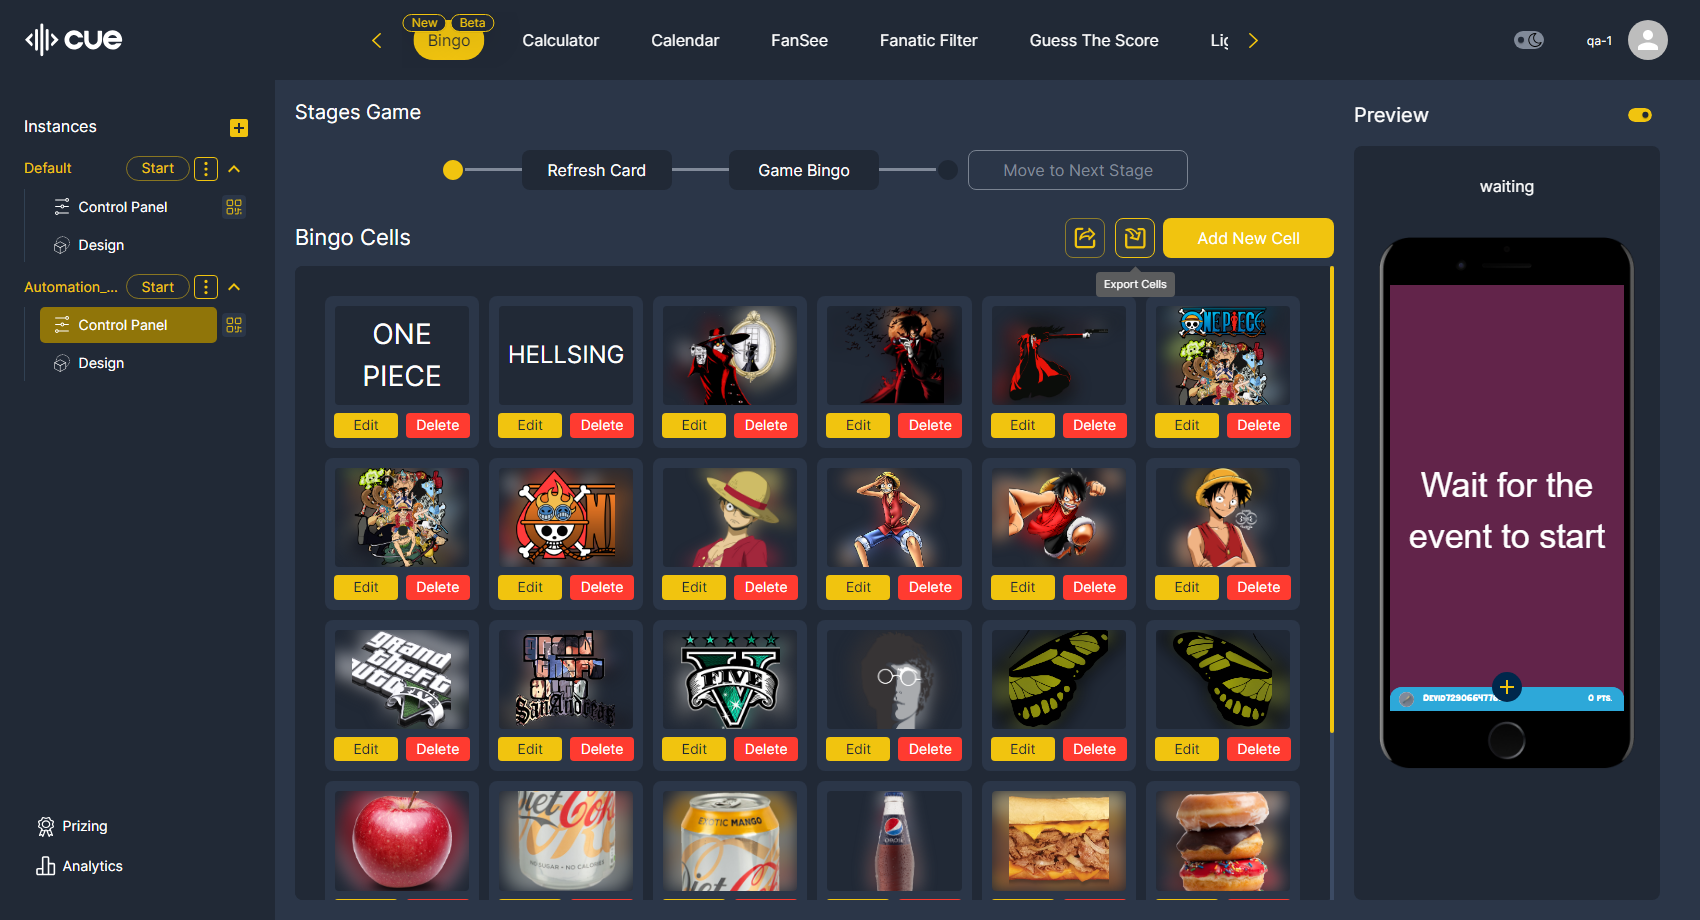 cue
New
Beta
Bingo
Calculator
Calendar
FanSee
Fanatic Filter
Guess The Score
Lig
qa-1
Instances
Default
Start
Control Panel
Design
Automation_...
Start
Control Panel
Design
Prizing
Analytics
Stages Game
Refresh Card
Game Bingo
Move to Next Stage
Bingo Cells
Add New Cell
Export Cells
ONE
PIECE
HELLSING
ONE PIECE
Edit Delete
Edit Delete
Edit Delete
Edit Delete
Edit Delete
Edit Delete
Edit Delete
Edit Delete
Edit Delete
Edit Delete
Edit Delete
Edit Delete
grand
theft
auto
FIVE
grand
theft
auto
San Andreas
V
FIVE
Edit Delete
Edit Delete
Edit Delete
Edit Delete
Edit Delete
Edit Delete
Diet Coke
NO SUGAR • NO CALORIES
EXOTIC MANGO
Diet Coke
pepsi
Preview
waiting
Wait for the
event to start
0 PTS.